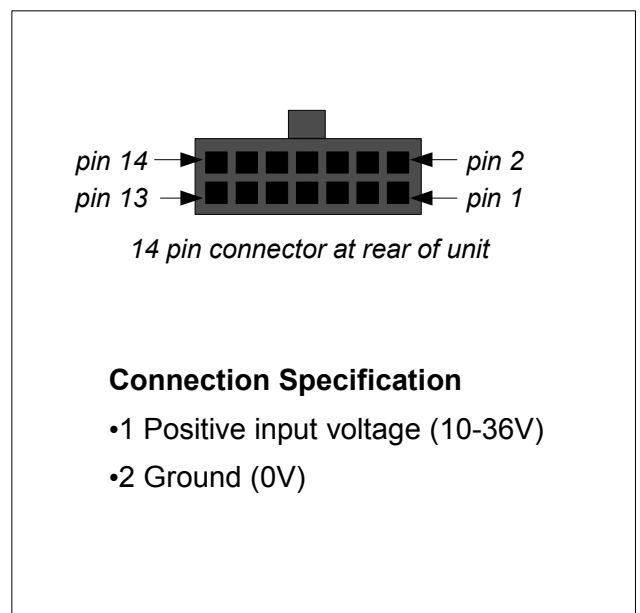 pin 14
pin 2
pin 13
pin 1
14 pin connector at rear of unit
Connection Specification
•1 Positive input voltage (10-36V)
•2 Ground (0V)